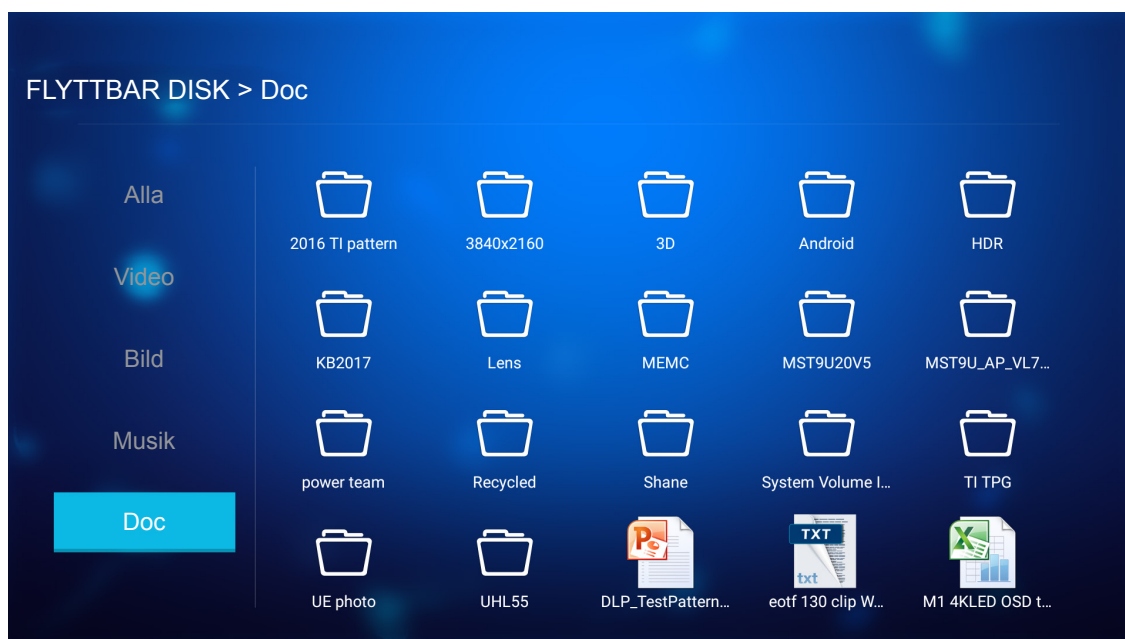 FLYTTBAR DISK > Doc
Alla
Video
Bild
Musik
Doc
2016 TI pattern
3840x2160
3D
Android
HDR
KB2017
Lens
MEMC
MST9U20V5
MST9U_AP_VL7...
power team
Recycled
Shane
System Volume I...
TI TPG
UE photo
UHL55
DLP_TestPattern...
TXT
txt
eotf 130 clip W...
M1 4KLED OSD t...